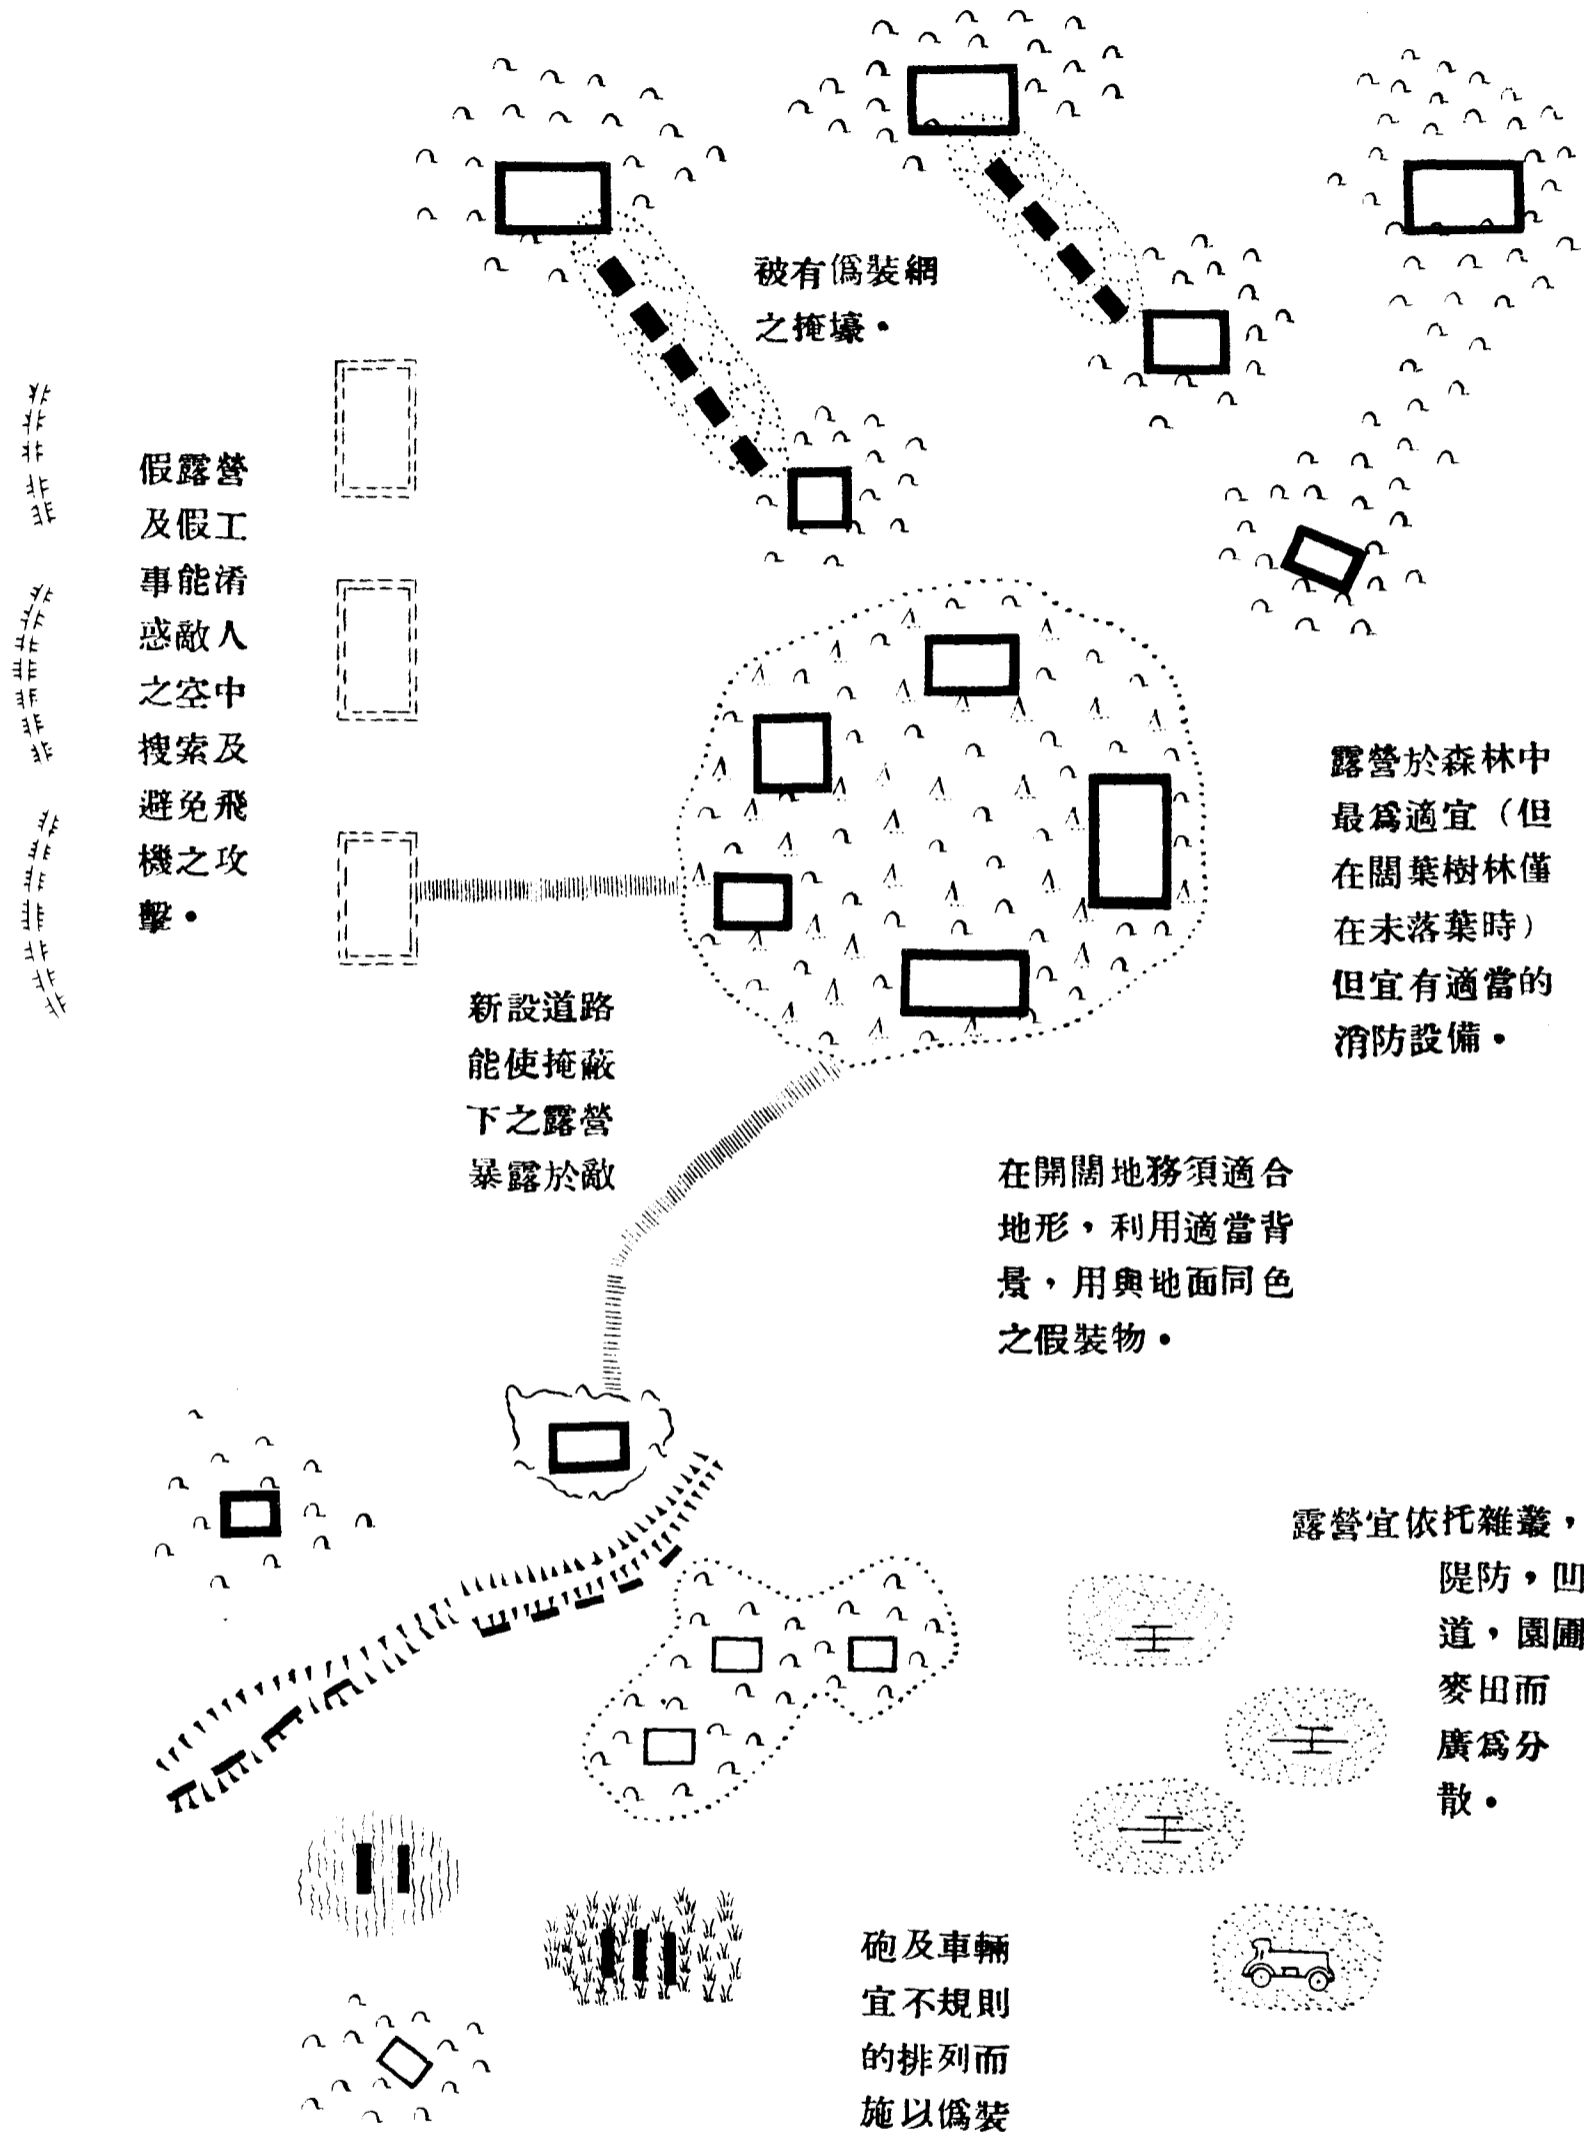 被有僞裝網
之掩壕。
假露營
及假工
事能淆
惑敵人
之空中
搜索及
避免飛
機之攻
擊。
露營於森林中
最爲適宜（但
在闊葉樹林僅
在未落葉時）
但宜有適當的
消防設備。
新設道路
能使掩蔽
下之露營
暴露於敵
在開闊地務須適合
地形，利用適當背
景，用與地面同色
之假裝物。
露營宜依托雜叢，
隄防，凹
道，園圃
麥田而
廣爲分
散。
砲及車輛
宜不規則
的排列而
施以僞裝